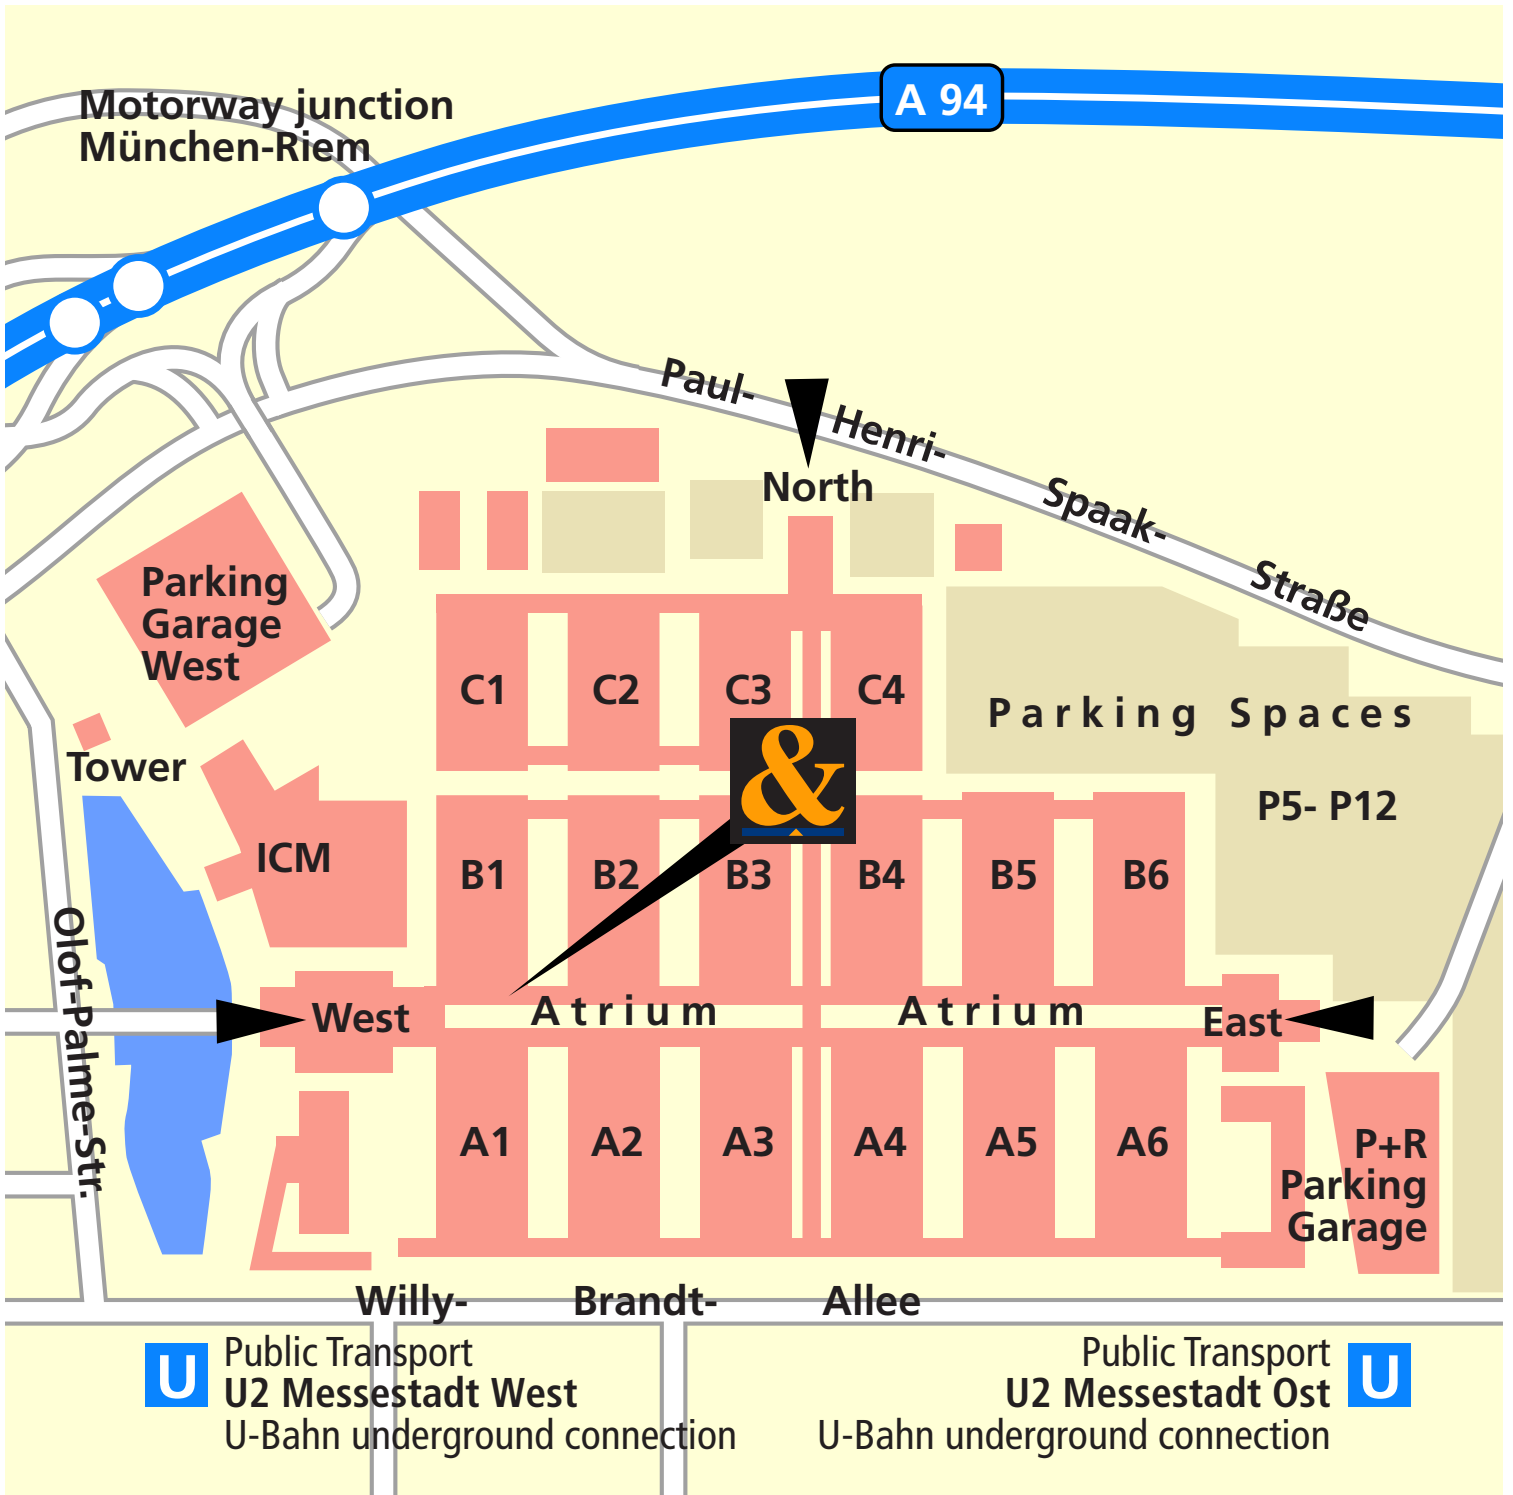 A 94
Motorway junction
München-Riem
Paul-
Henri-
Spaak-
Straße
North
Parking
Garage
West
C1
C2
C3
C4
Parking Spaces
P5- P12
Tower
&
ICM
B1
B2
B3
B4
B5
B6
Olof-Palme-Str.
West
Atrium
Atrium
East
A1
A2
A3
A4
A5
A6
P+R
Parking
Garage
Willy-
Brandt-
Allee
U
Public Transport
U2 Messestadt West
U-Bahn underground connection
Public Transport
U2 Messestadt Ost
U-Bahn underground connection
U